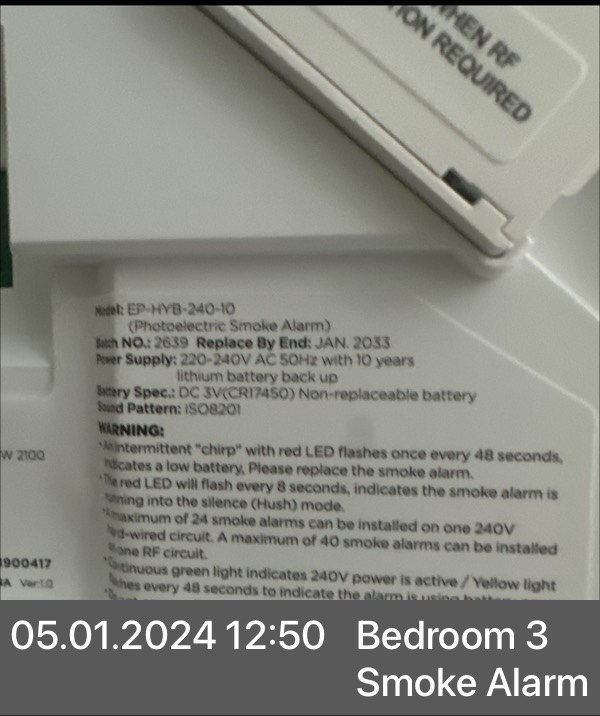 WHEN RF
ION REQUIRED
Model: EP-HYB-240-10
(Photoelectric Smoke Alarm)
Batch NO.: 2639 Replace By End: JAN. 2033
Power Supply: 220-240V AC 50Hz with 10 years
lithium battery back up
Battery Spec.: DC 3V(CR17450) Non-replaceable battery
Sound Pattern: ISO8201
WARNING:
*An intermittent "chirp" with red LED flashes once every 48 seconds,
indicates a low battery, Please replace the smoke alarm.
*The red LED will flash every 8 seconds, indicates the smoke alarm is
running into the silence (Hush) mode.
*A maximum of 24 smoke alarms can be installed on one 240V
hard-wired circuit. A maximum of 40 smoke alarms can be installed
in one RF circuit.
*Continuous green light indicates 240V power is active / Yellow light
flashes every 48 seconds to indicate the alarm is using battery
W 2100
1900417
Ver1.0
05.01.2024 12:50
Bedroom 3
Smoke Alarm